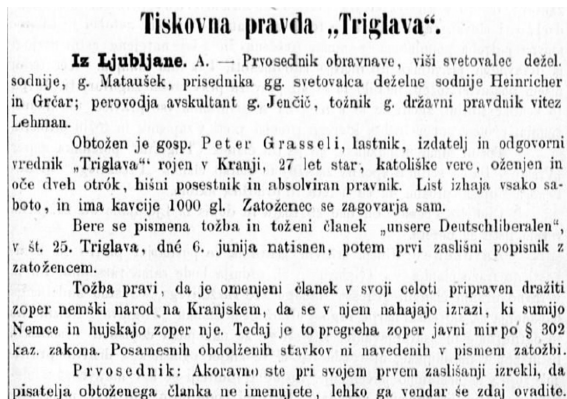 Tiskovna pravda „Triglava“.
Iz Ljubljane. A. — Prvosednik obravnave, viši svetovalec dežel.
sodnije, g. Mataušek, prisednika gg. svetovalca deželne sodnije Heinricher
in Grčar; perovodja avskultant g. Jenčič, tožnik g. državni pravdnik vitez
Lehman.
Obtožen je gosp. Peter Grasseli, lastnik, izdatelj in odgovorni
vrednik „Triglava“ rojen v Kranji, 27 let star, katoliške vere, oženjen in
oče dveh otrók, hišni posestnik in absolviran pravnik. List izhaja vsako sa-
boto, in ima kavcije 1000 gl. Zatoženec se zagovarja sam.
Bere se pismena tožba in toženi članek „unsere Deutschliberalen“,
v št. 25. Triglava, dné 6. junija natisnen, potem prvi zaslišni popisnik z
zatožencem.
Tožba pravi, da je omenjeni članek v svoji celoti pripraven dražiti
zoper nemški narod na Kranjskem, da se v njem nahajajo izrazi, ki sumijo
Nemce in hujskajo zoper nje. Tedaj je to pregreha zoper javni mir po § 302
kaz. zakona. Posamesnih obdolženih stavkov ni navedenih v pismeni zatožbi.
Prvosednik: Akoravno ste pri svojem prvem zaslišanji izrekli, da
pisatelja obtoženega članka ne imenujete, lehko ga vendar še zdaj ovadite.